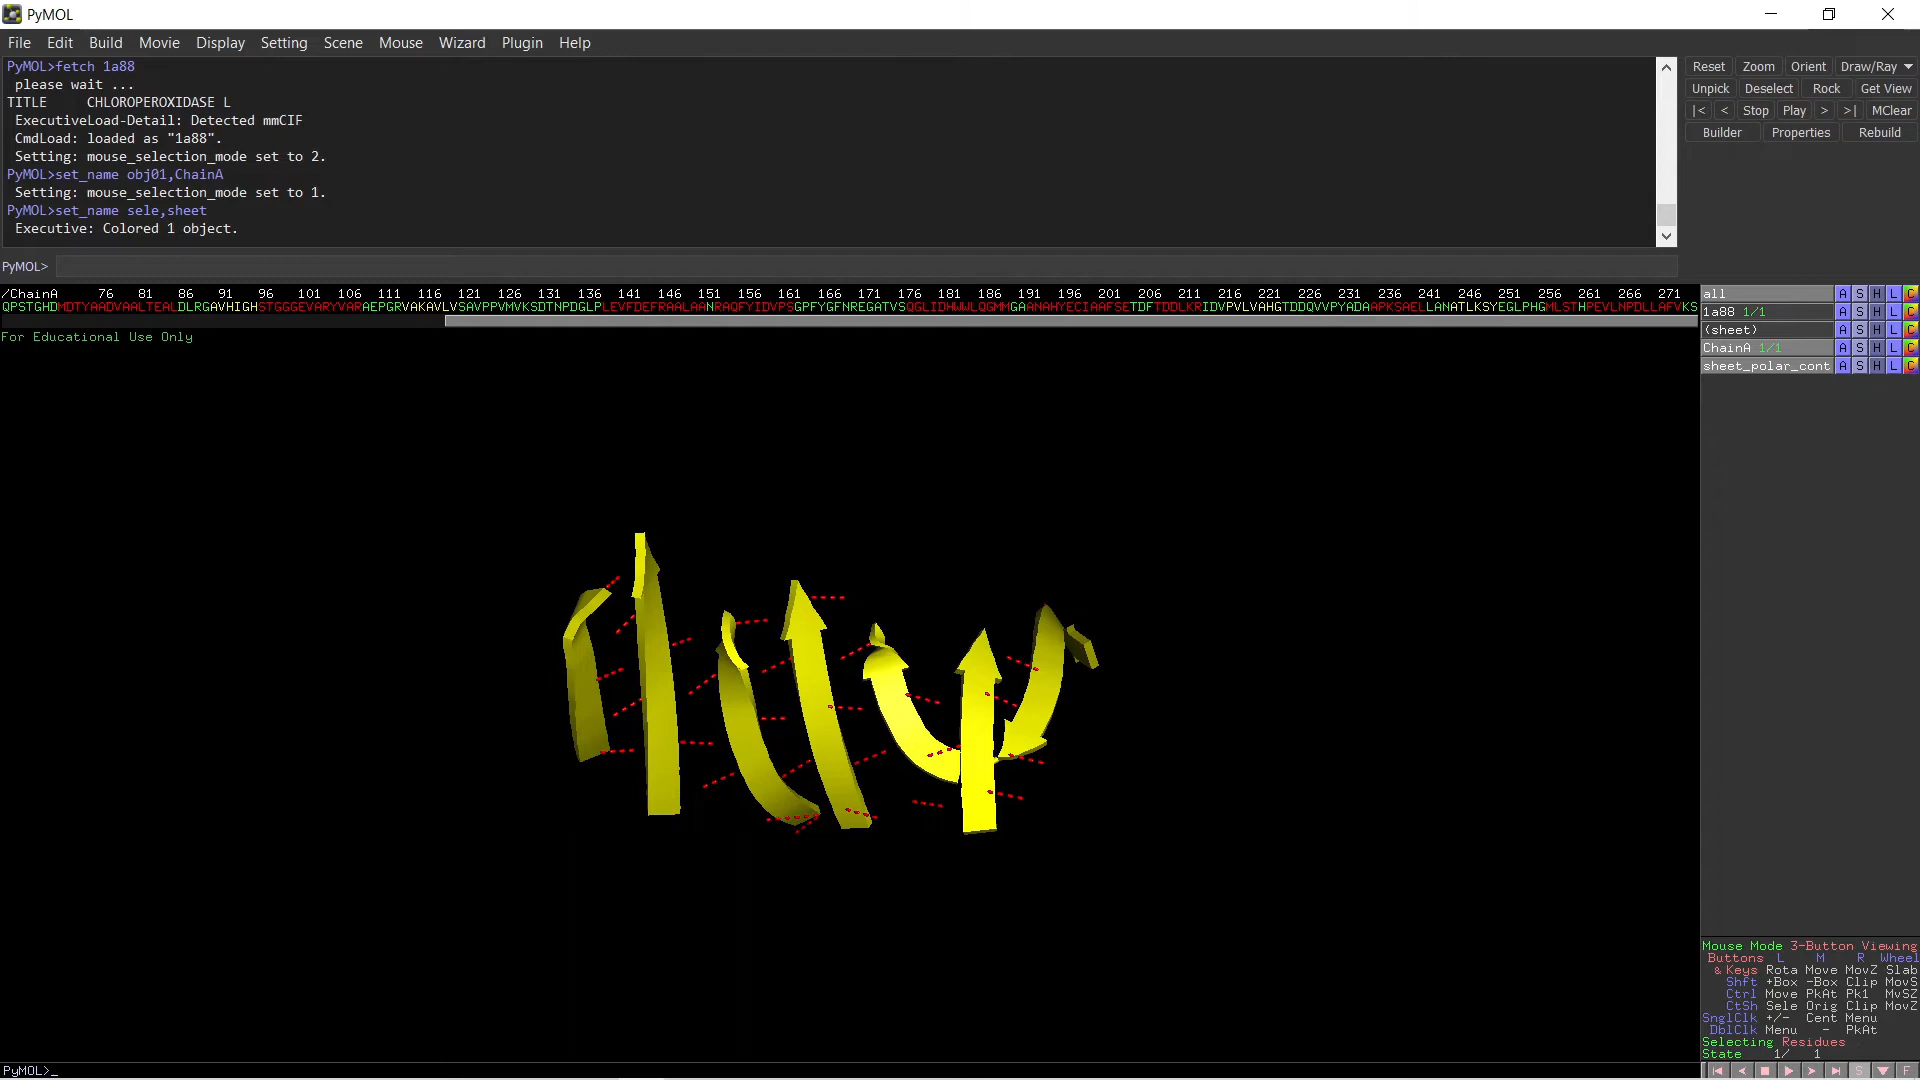 PyMOL
File Edit Build Movie Display Setting Scene Mouse Wizard Plugin Help
PyMOL>fetch 1a88
please wait ...
TITLE CHLOROPEROXIDASE L
ExecutiveLoad-Detail: Detected mmCIF
CmdLoad: loaded as "1a88".
Setting: mouse_selection_mode set to 2.
PyMOL>set_name obj01,ChainA
Setting: mouse_selection_mode set to 1.
PyMOL>set_name sele,sheet
Executive: Colored 1 object.
PyMOL>
Reset Zoom Orient Draw/Ray
Unpick Deselect Rock Get View
|< < Stop Play > >| MClear
Builder Properties Rebuild
/ChainA 76 81 86 91 96 101 106 111 116 121 126 131 136 141 146 151 156 161 166 171 176 181 186 191 196 201 206 211 216 221 226 231 236 241 246 251 256 261 266 271
QPSTGHDMDTYAADVAALTEALDLRGAVHIGHSTGGGEVARYVARAEPGRVAKAVLVSAVPPVMVKSDTNPDGLPLEVFDEFRAALAANRAQFYIDVPSGPFYGFNREGATVSQGLIDHWWLQGMMGAANAHYECIAAFSETDFTDDLKRIDVPVLVAHGTDDQVVPYADAAPKSAELLANATLKSYEGLPHGMLSTHPEVLNPDLLAFVKS
For Educational Use Only
all A S H L C
1a88 1/1 A S H L C
(sheet) A S H L C
ChainA 1/1 A S H L C
sheet_polar_cont A S H L C
Mouse Mode 3-Button Viewing
Buttons L M R Wheel
& Keys Rota Move MovZ Slab
Shft +Box -Box Clip MovS
Ctrl Move PkAt Pk1 MvSZ
CtSh Sele Orig Clip MovZ
SnglClk +/- Cent Menu
DblClk Menu - PkAt
Selecting Residues
State 1/ 1
PyMOL>_
S F